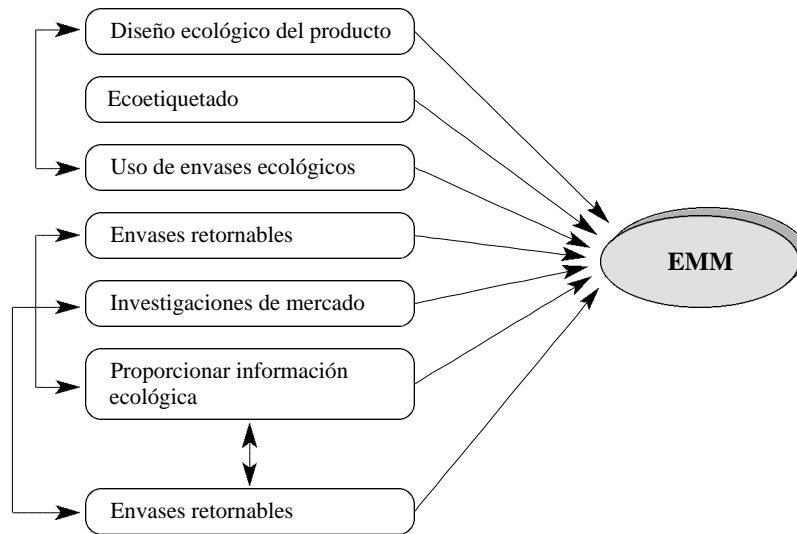 Diseño ecológico del producto
Ecoetiquetado
Uso de envases ecológicos
Envases retornables
Investigaciones de mercado
Proporcionar información
ecológica
Envases retornables
EMM